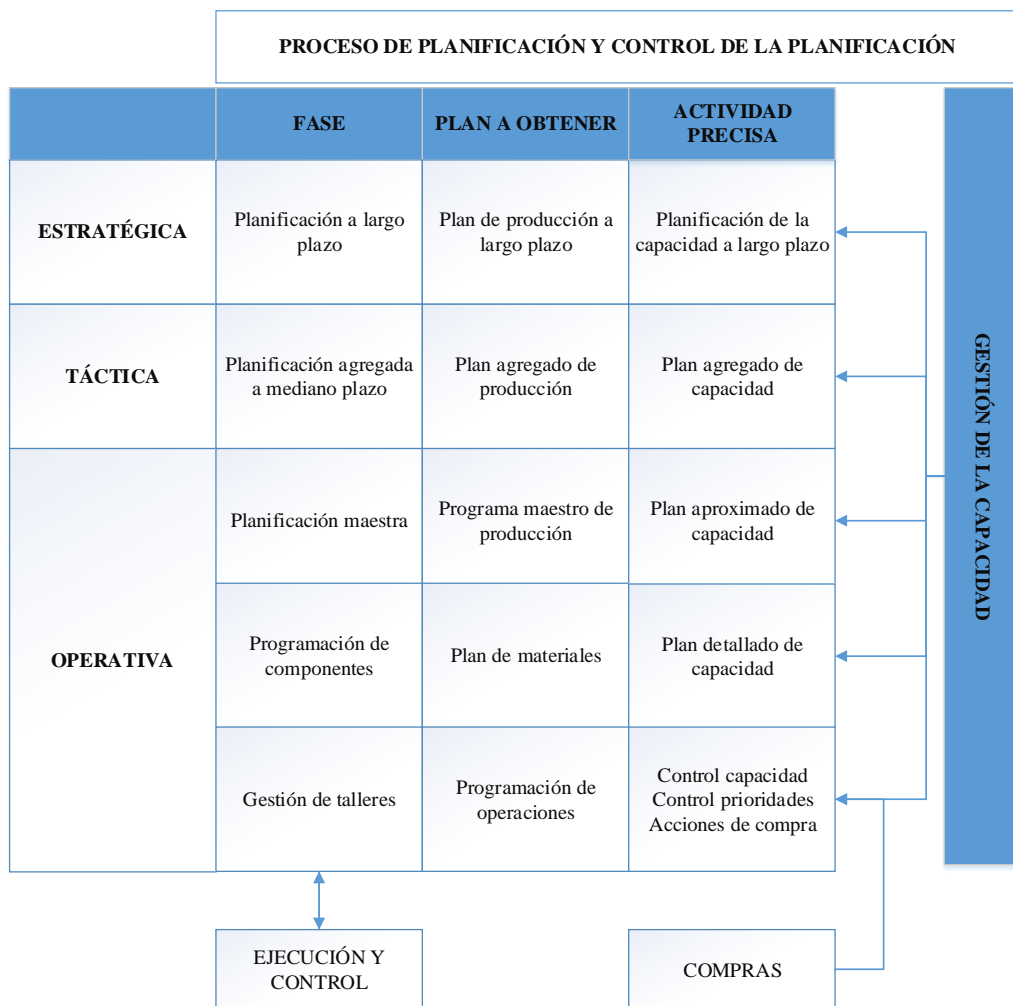 PROCESO DE PLANIFICACIÓN Y CONTROL DE LA PLANIFICACIÓN
FASE
PLAN A OBTENER
ACTIVIDAD
PRECISA
ESTRATÉGICA
Planificación a largo
plazo
Plan de producción a
largo plazo
Planificación de la
capacidad a largo plazo
TÁCTICA
Planificación agregada
a mediano plazo
Plan agregado de
producción
Plan agregado de
capacidad
OPERATIVA
Planificación maestra
Programa maestro de
producción
Plan aproximado de
capacidad
Programación de
componentes
Plan de materiales
Plan detallado de
capacidad
Gestión de talleres
Programación de
operaciones
Control capacidad
Control prioridades
Acciones de compra
GESTIÓN DE LA CAPACIDAD
EJECUCIÓN Y
CONTROL
COMPRAS